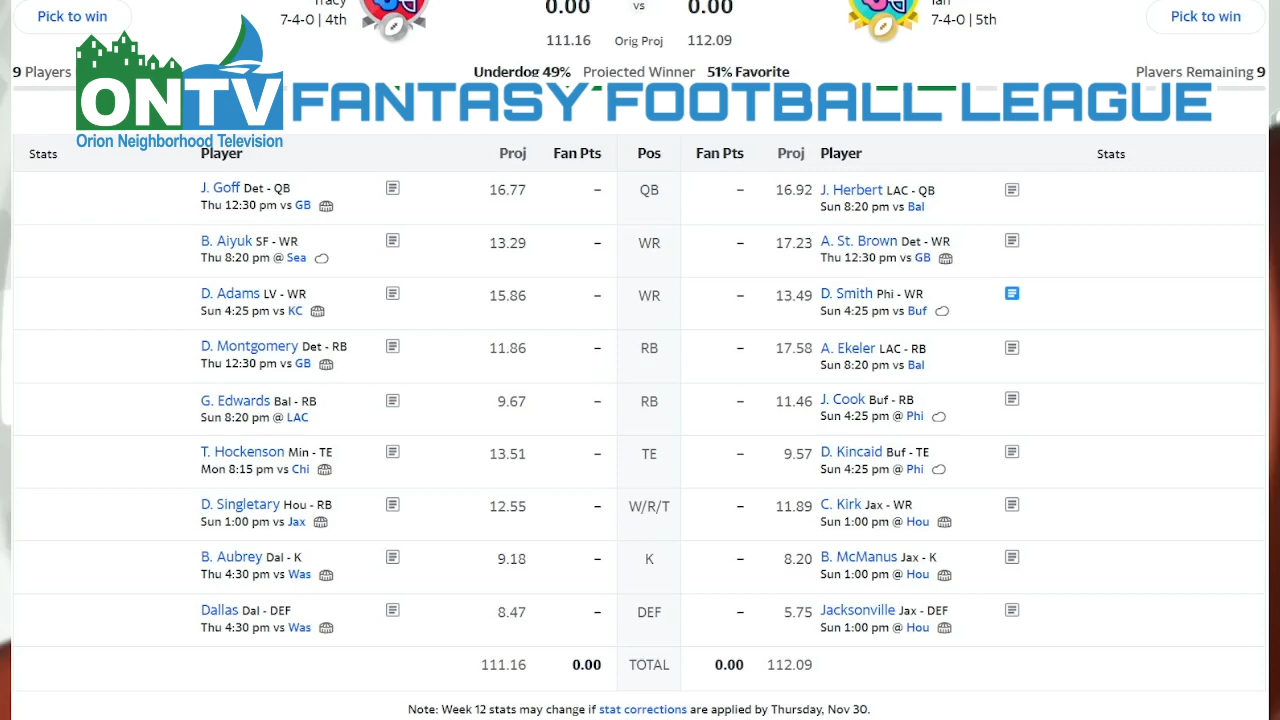 Pick to win
Tracy
7-4-0 | 4th
0.00 vs 0.00
111.16 Orig Proj 112.09
Ian
7-4-0 | 5th
Pick to win
9 Players
Underdog 49% Projected Winner 51% Favorite
Players Remaining 9
ONTV
Orion Neighborhood Television
FANTASY FOOTBALL LEAGUE
Stats Player Proj Fan Pts Pos Fan Pts Proj Player Stats
J. Goff Det - QB 16.77 – QB – 16.92 J. Herbert LAC - QB
Thu 12:30 pm vs GB Sun 8:20 pm vs Bal
B. Aiyuk SF - WR 13.29 – WR – 17.23 A. St. Brown Det - WR
Thu 8:20 pm @ Sea Thu 12:30 pm vs GB
D. Adams LV - WR 15.86 – WR – 13.49 D. Smith Phi - WR
Sun 4:25 pm vs KC Sun 4:25 pm vs Buf
D. Montgomery Det - RB 11.86 – RB – 17.58 A. Ekeler LAC - RB
Thu 12:30 pm vs GB Sun 8:20 pm vs Bal
G. Edwards Bal - RB 9.67 – RB – 11.46 J. Cook Buf - RB
Sun 8:20 pm @ LAC Sun 4:25 pm @ Phi
T. Hockenson Min - TE 13.51 – TE – 9.57 D. Kincaid Buf - TE
Mon 8:15 pm vs Chi Sun 4:25 pm @ Phi
D. Singletary Hou - RB 12.55 – W/R/T – 11.89 C. Kirk Jax - WR
Sun 1:00 pm vs Jax Sun 1:00 pm @ Hou
B. Aubrey Dal - K 9.18 – K – 8.20 B. McManus Jax - K
Thu 4:30 pm vs Was Sun 1:00 pm @ Hou
Dallas Dal - DEF 8.47 – DEF – 5.75 Jacksonville Jax - DEF
Thu 4:30 pm vs Was Sun 1:00 pm @ Hou
111.16 0.00 TOTAL 0.00 112.09
Note: Week 12 stats may change if stat corrections are applied by Thursday, Nov 30.